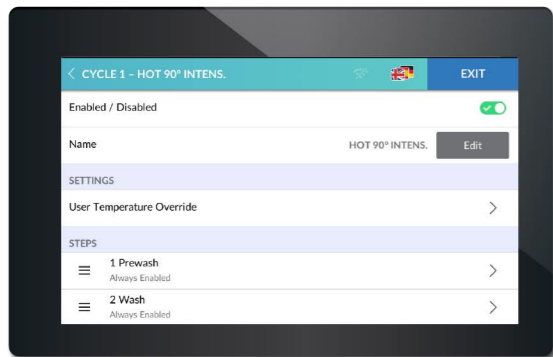 CYCLE 1 – HOT 90° INTENS.
EXIT
Enabled / Disabled
Name
HOT 90° INTENS.
Edit
SETTINGS
User Temperature Override
STEPS
1 Prewash
Always Enabled
2 Wash
Always Enabled